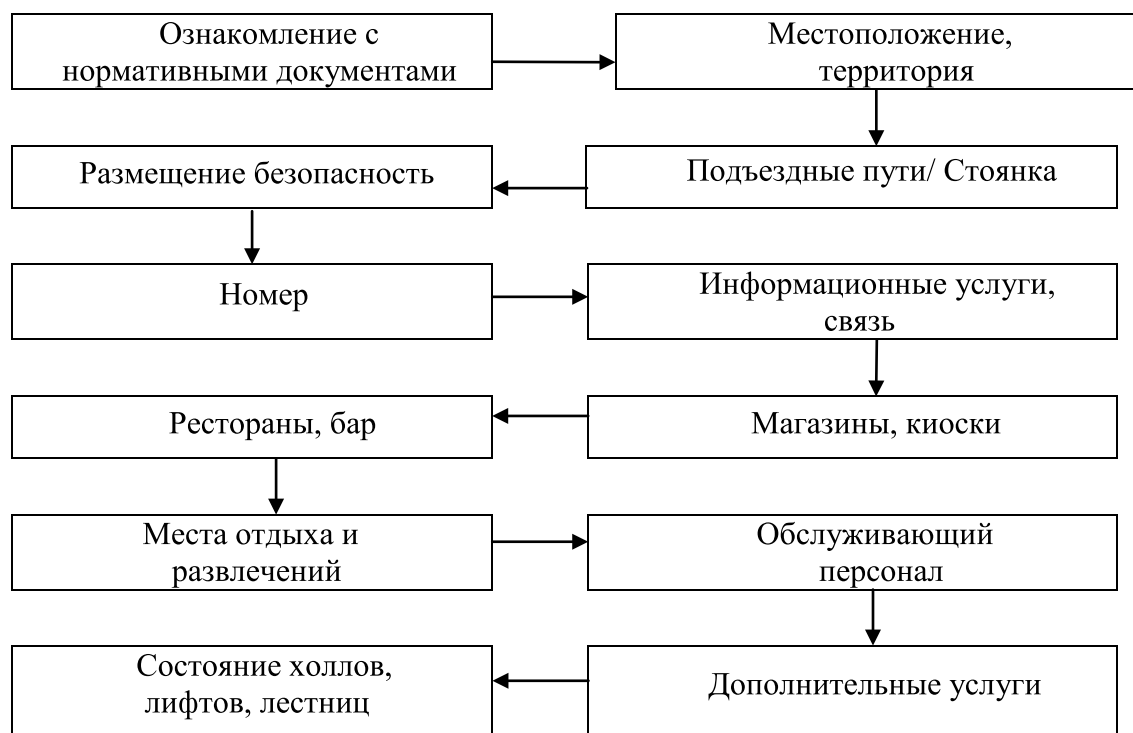 Ознакомление с
нормативными документами
Местоположение,
территория
Размещение безопасность
Подъездные пути/ Стоянка
Номер
Информационные услуги,
связь
Рестораны, бар
Магазины, киоски
Места отдыха и
развлечений
Обслуживающий
персонал
Состояние холлов,
лифтов, лестниц
Дополнительные услуги